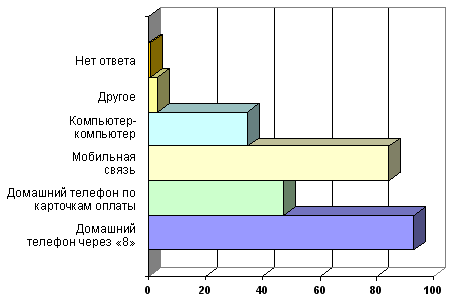 Нет ответа
Другое
Компьютер-
компьютер
Мобильная
связь
Домашний телефон по
карточкам оплаты
Домашний
телефон через «8»
0 20 40 60 80 100